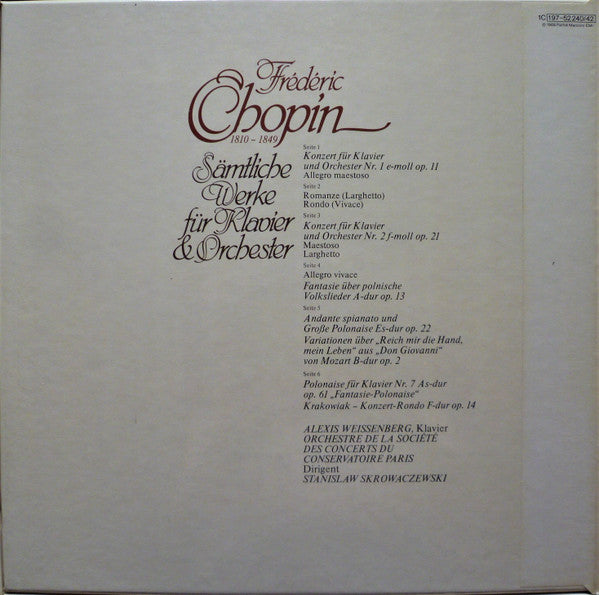 1C 197-52 240/42
Frédéric
Chopin
1810 - 1849
Sämtliche
Werke
für Klavier
& Orchester
Seite 1
Konzert für Klavier
und Orchester Nr. 1 e-moll op. 11
Allegro maestoso
Seite 2
Romanze (Larghetto)
Rondo (Vivace)
Seite 3
Konzert für Klavier
und Orchester Nr. 2 f-moll op. 21
Maestoso
Larghetto
Seite 4
Allegro vivace
Fantasie über polnische
Volkslieder A-dur op. 13
Seite 5
Andante spianato und
Große Polonaise Es-dur op. 22
Variationen über „Reich mir die Hand,
mein Leben“ aus „Don Giovanni“
von Mozart B-dur op. 2
Seite 6
Polonaise für Klavier Nr. 7 As-dur
op. 61 „Fantasie-Polonaise“
Krakowiak – Konzert-Rondo F-dur op. 14
ALEXIS WEISSENBERG, Klavier
ORCHESTRE DE LA SOCIÉTÉ
DES CONCERTS DU
CONSERVATOIRE PARIS
Dirigent
STANISLAW SKROWACZEWSKI